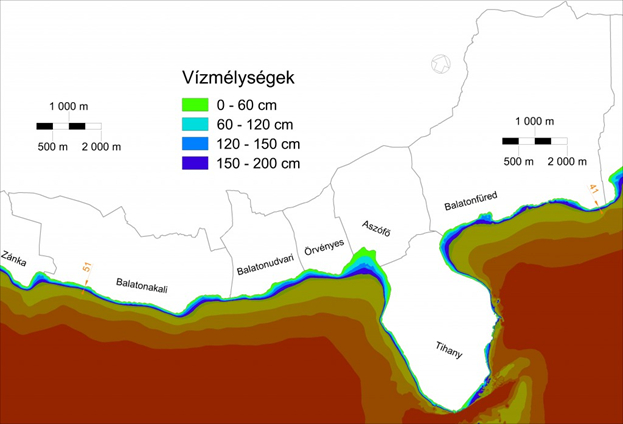 Vízmélységek
0 - 60 cm
60 - 120 cm
120 - 150 cm
150 - 200 cm
1 000 m
500 m 2 000 m
1 000 m
500 m 2 000 m
Zánka
51
Balatonakali
Balatonudvari
Örvényes
Aszófő
Balatonfüred
41
Tihany